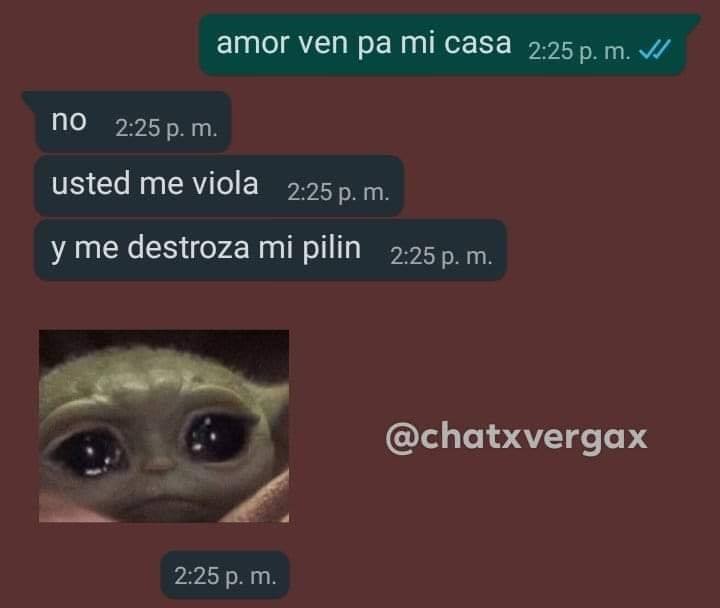 amor ven pa mi casa 2:25 p. m.
no 2:25 p. m.
usted me viola 2:25 p. m.
y me destroza mi pilin 2:25 p. m.
@chatxvergax
2:25 p. m.